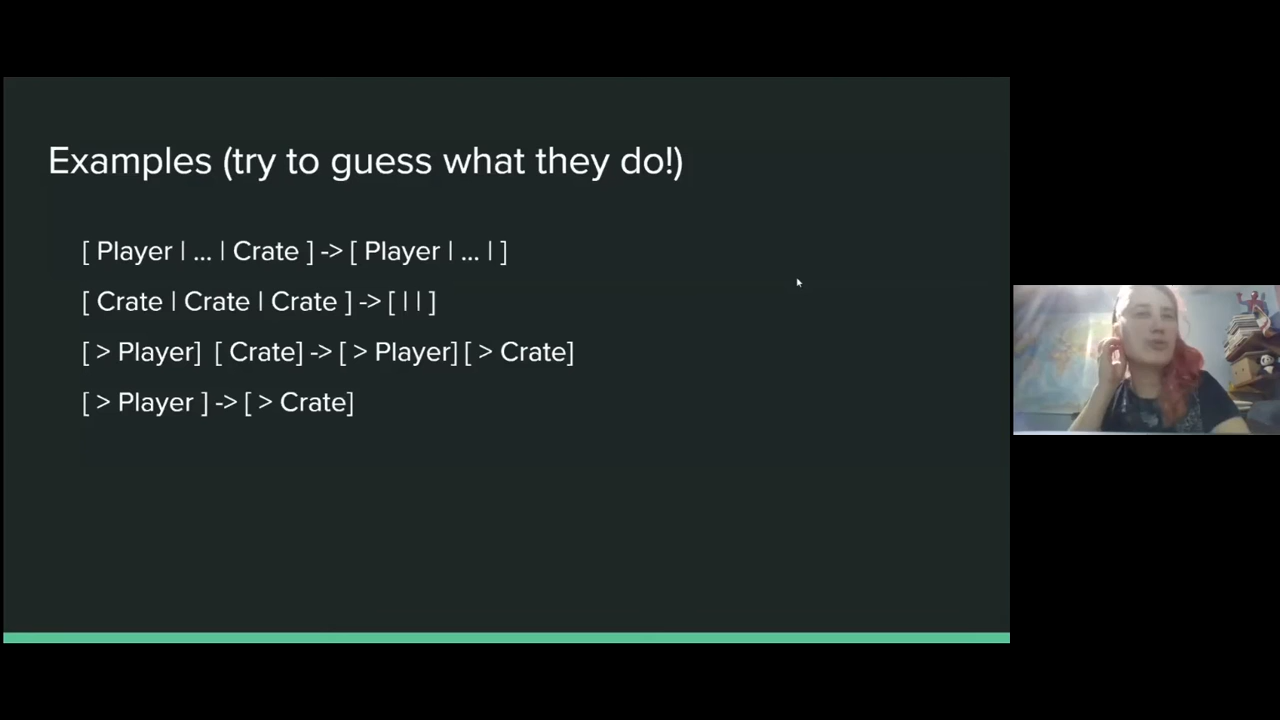 Examples (try to guess what they do!)
[ Player | ... | Crate ] -> [ Player | ... | ]
[ Crate | Crate | Crate ] -> [ | | ]
[ > Player] [ Crate] -> [ > Player] [ > Crate]
[ > Player ] -> [ > Crate]